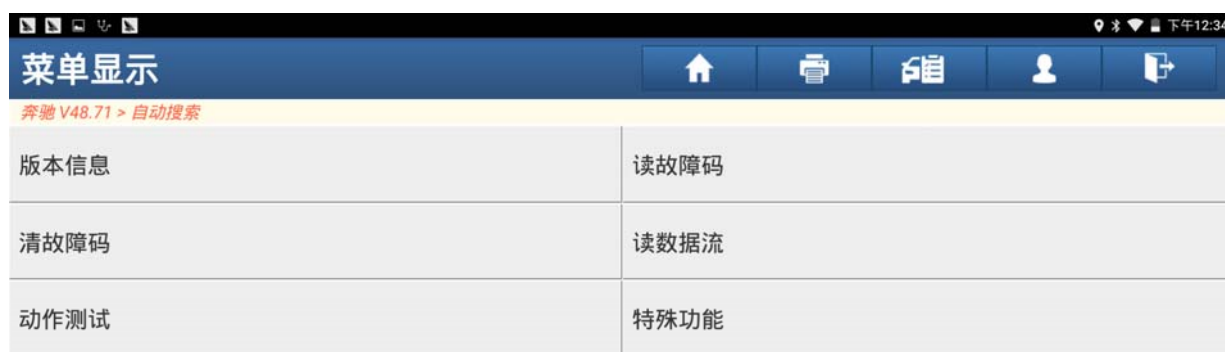 下午12:34
菜单显示
奔驰 V48.71 > 自动搜索
版本信息
读故障码
清故障码
读数据流
动作测试
特殊功能